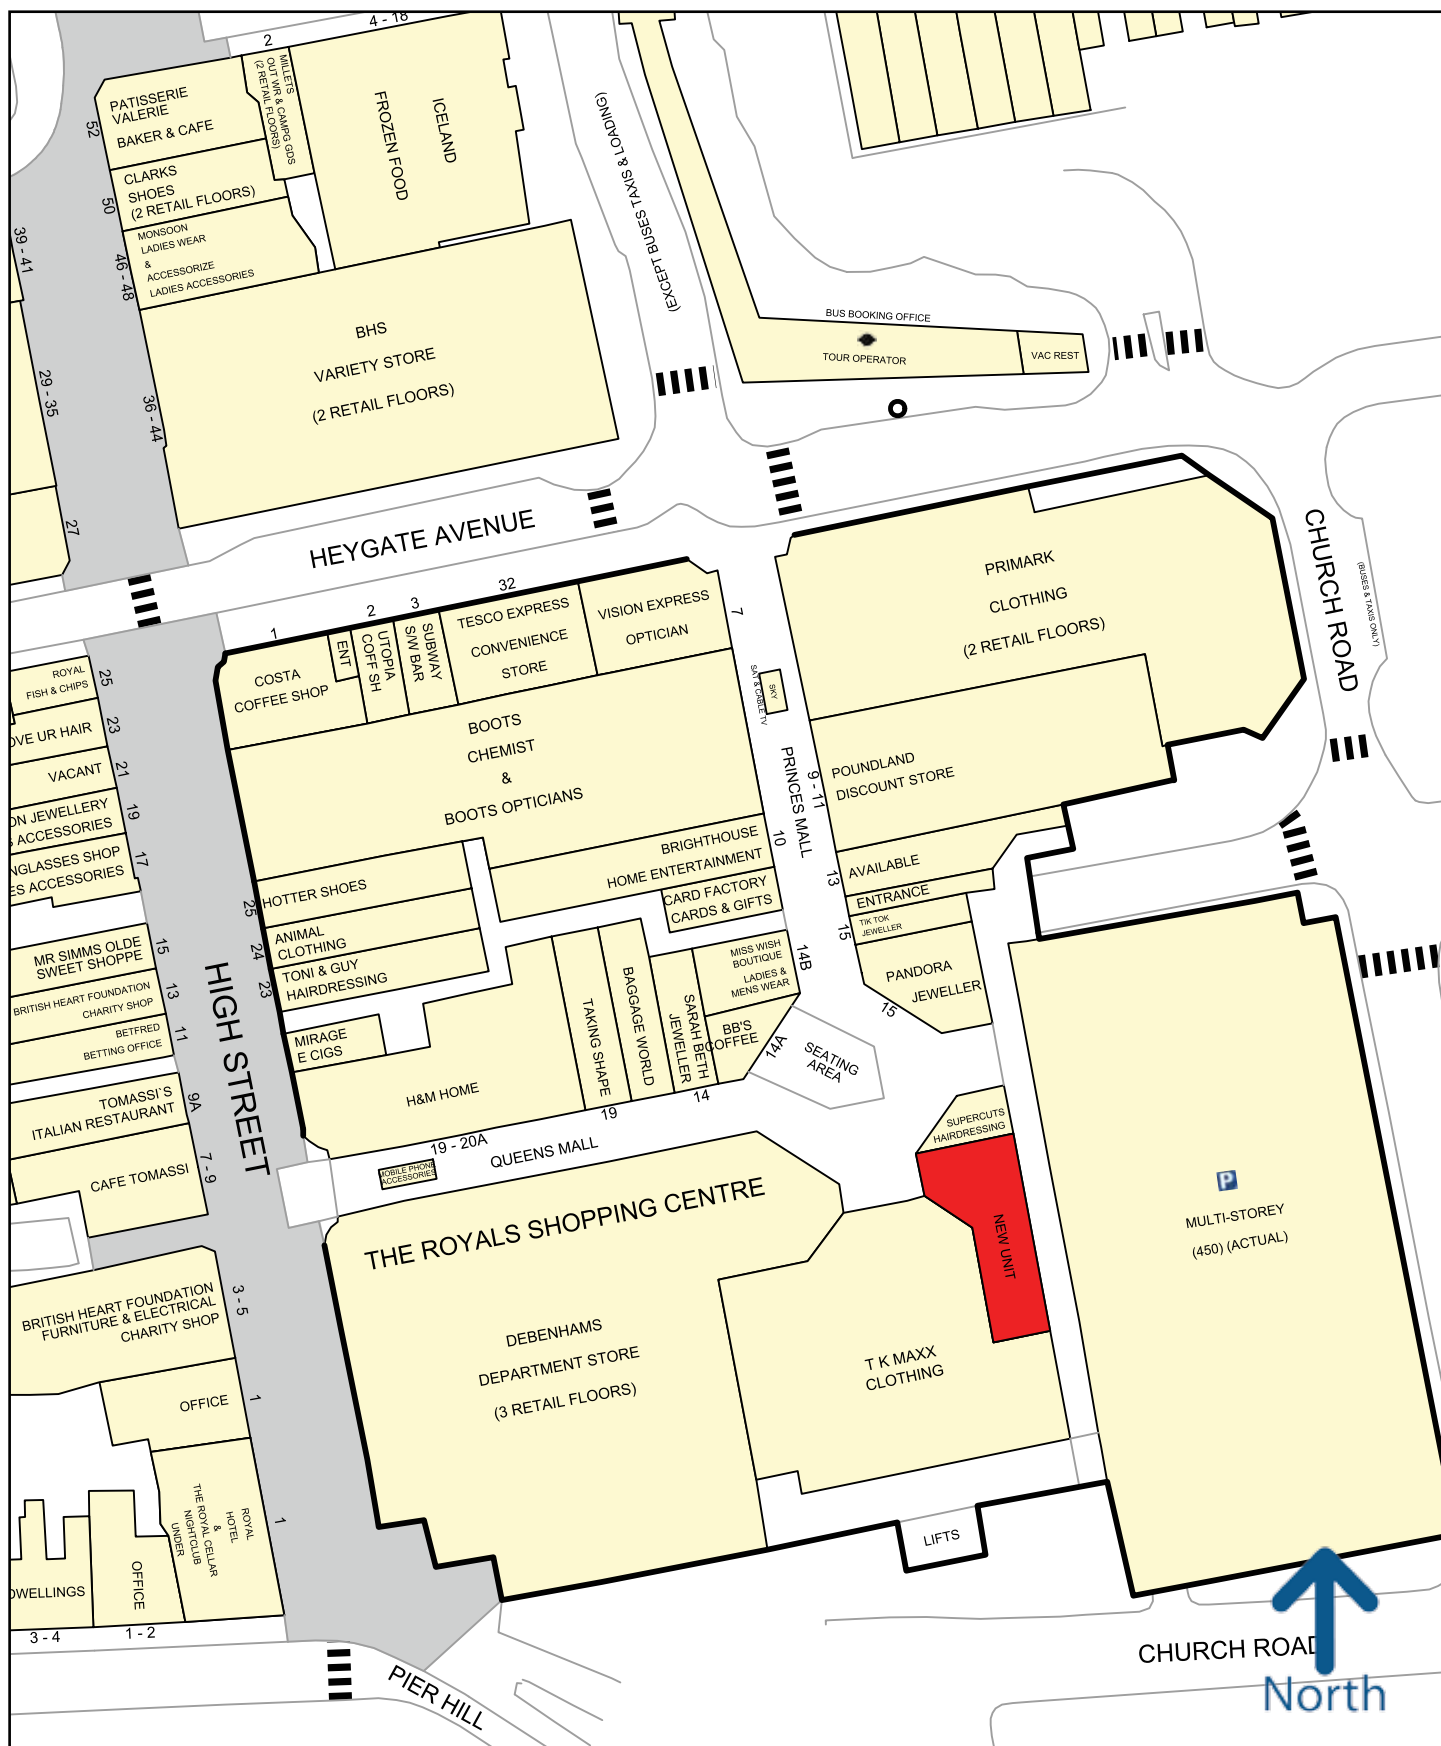 4 - 18
2
MILLETS
OUT WR & CAMPG GDS
(2 RETAIL FLOORS)
PATISSERIE
VALERIE
BAKER & CAFE
52
ICELAND
FROZEN FOOD
CLARKS
SHOES
(2 RETAIL FLOORS)
50
MONSOON
LADIES WEAR
&
ACCESSORIZE
LADIES ACCESSORIES
46 - 48
39 - 41
(EXCEPT BUSES TAXIS & LOADING)
BHS
VARIETY STORE
(2 RETAIL FLOORS)
36 - 44
29 - 35
27
BUS BOOKING OFFICE
TOUR OPERATOR
VAC REST
HEYGATE AVENUE
CHURCH ROAD
(BUSES & TAXIS ONLY)
PRIMARK
CLOTHING
(2 RETAIL FLOORS)
1
2
3
32
7
COSTA
COFFEE SHOP
ENT
UTOPIA
COFF SH
SUBWAY
S/W BAR
TESCO EXPRESS
CONVENIENCE
STORE
VISION EXPRESS
OPTICIAN
SKY
SAT & CABLE TV
PRINCES MALL
BOOTS
CHEMIST
&
BOOTS OPTICIANS
POUNDLAND
DISCOUNT STORE
9 - 11
ROYAL
FISH & CHIPS
25
OVE UR HAIR
23
VACANT
21
ON JEWELLERY
ACCESSORIES
19
NGLASSES SHOP
ES ACCESSORIES
17
BRIGHTHOUSE
HOME ENTERTAINMENT
10
CARD FACTORY
CARDS & GIFTS
AVAILABLE
13
ENTRANCE
TIK TOK
JEWELLER
15
PANDORA
JEWELLER
15
HOTTER SHOES
25
ANIMAL
CLOTHING
24
TONI & GUY
HAIRDRESSING
23
MIRAGE
E CIGS
H&M HOME
TAKING SHAPE
BAGGAGE WORLD
SARAH BETH
JEWELLER
MISS WISH
BOUTIQUE
LADIES &
MENS WEAR
14B
BB'S
COFFEE
14A
SEATING
AREA
MR SIMMS OLDE
SWEET SHOPPE
15
BRITISH HEART FOUNDATION
CHARITY SHOP
13
BETFRED
BETTING OFFICE
11
TOMASSI`S
ITALIAN RESTAURANT
9A
CAFE TOMASSI
7 - 9
HIGH STREET
19 - 20A
19
14
QUEENS MALL
MOBILE PHONE
ACCESSORIES
SUPERCUTS
HAIRDRESSING
NEW UNIT
THE ROYALS SHOPPING CENTRE
P
MULTI-STOREY
(450) (ACTUAL)
BRITISH HEART FOUNDATION
FURNITURE & ELECTRICAL
CHARITY SHOP
3 - 5
DEBENHAMS
DEPARTMENT STORE
(3 RETAIL FLOORS)
T K MAXX
CLOTHING
OFFICE
1
ROYAL
HOTEL
&
THE ROYAL CELLAR
NIGHTCLUB
UNDER
1
LIFTS
DWELLINGS
OFFICE
3 - 4
1 - 2
PIER HILL
CHURCH ROAD
North